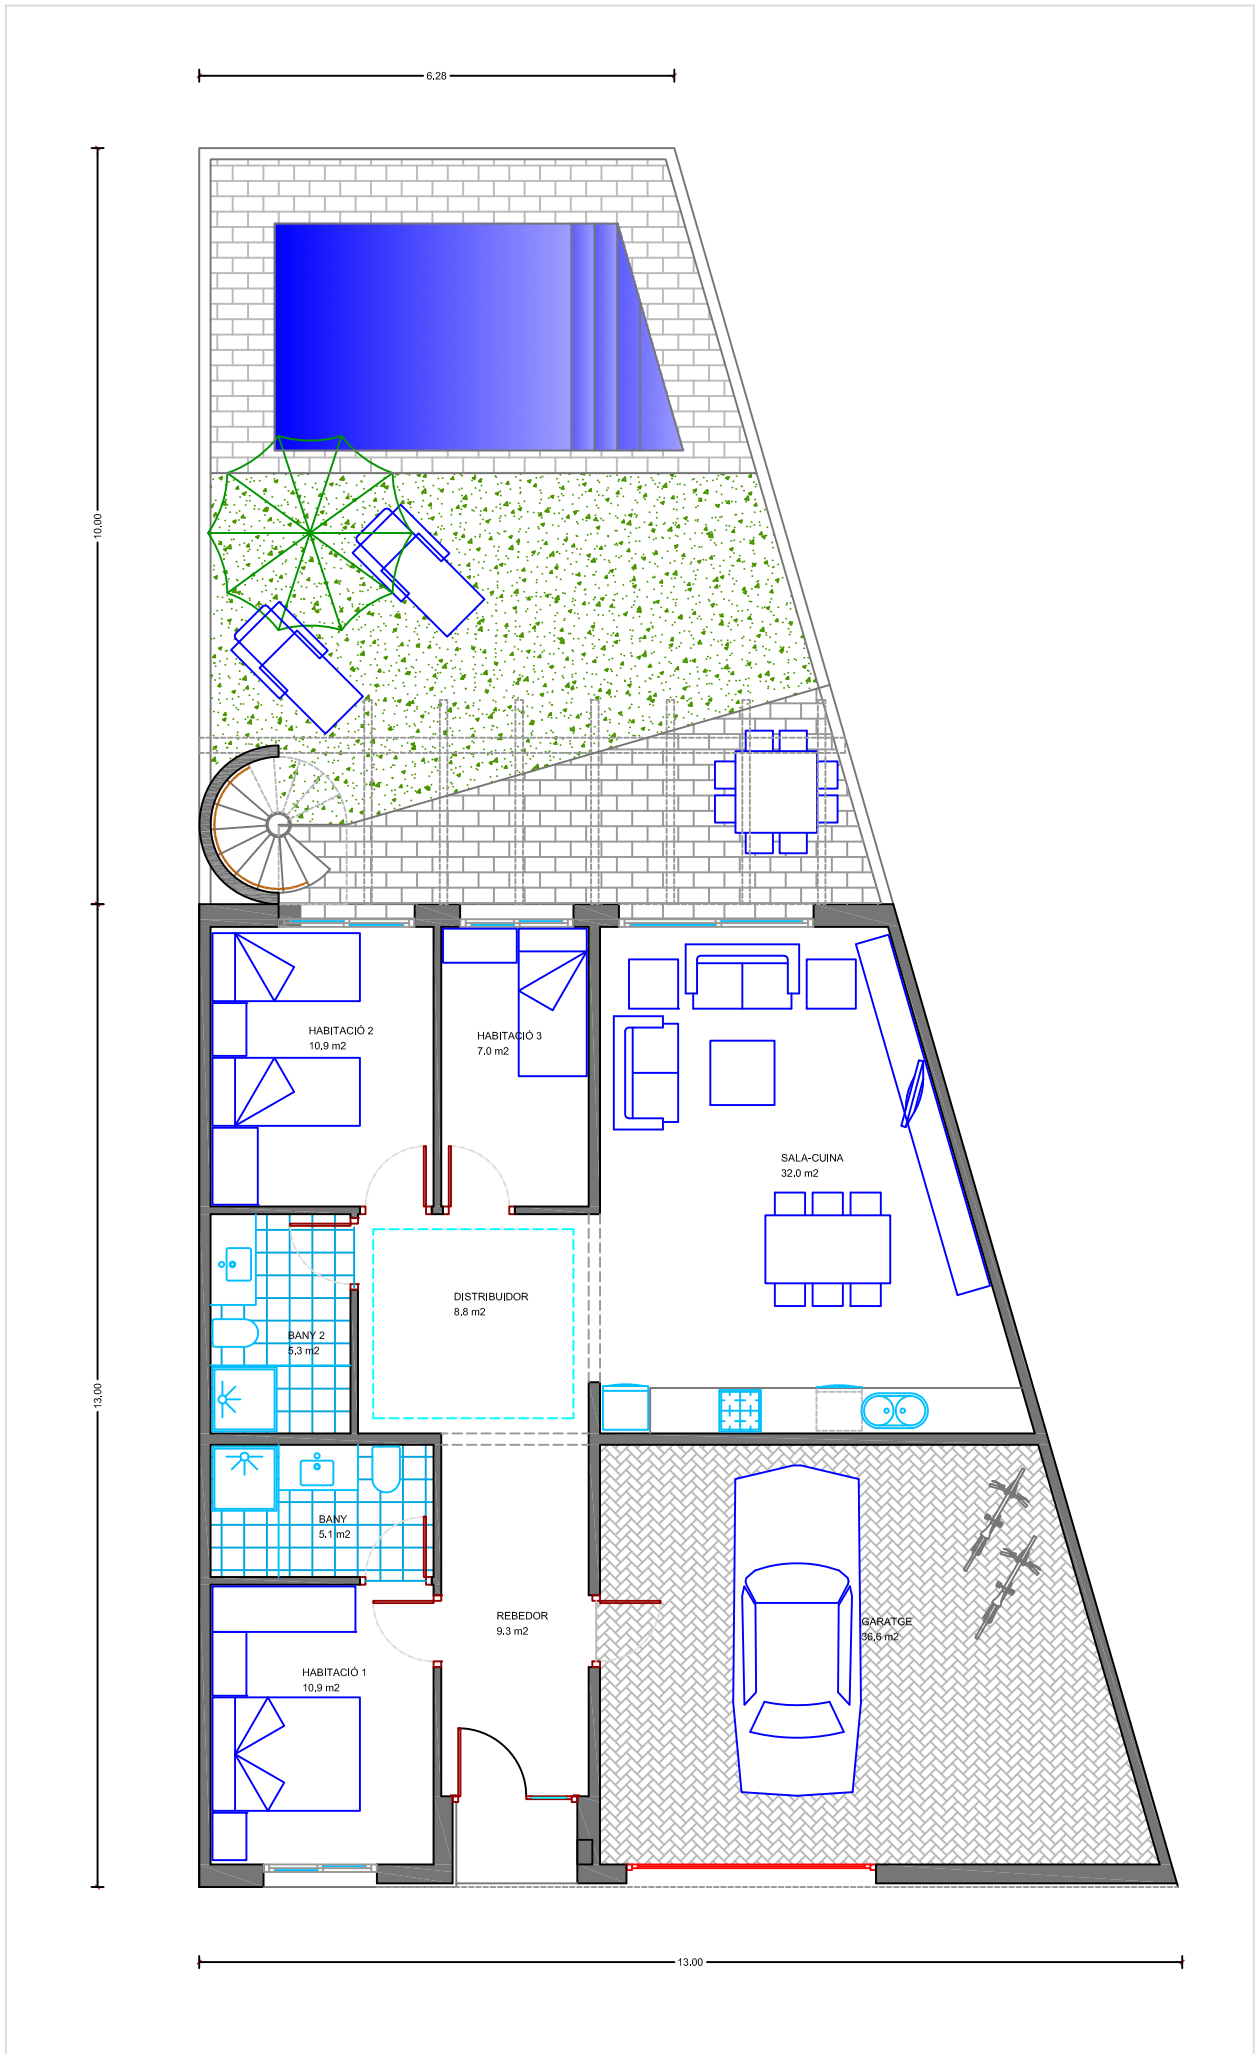 6.28
10.00
HABITACIÓ 2
10,9 m2
HABITACIÓ 3
7.0 m2
SALA-CUINA
32.0 m2
DISTRIBUIDOR
8,8 m2
BANY 2
5,3 m2
13.00
BANY
5.1 m2
REBEDOR
9.3 m2
GARATGE
36,6 m2
HABITACIÓ 1
10,9 m2
13.00